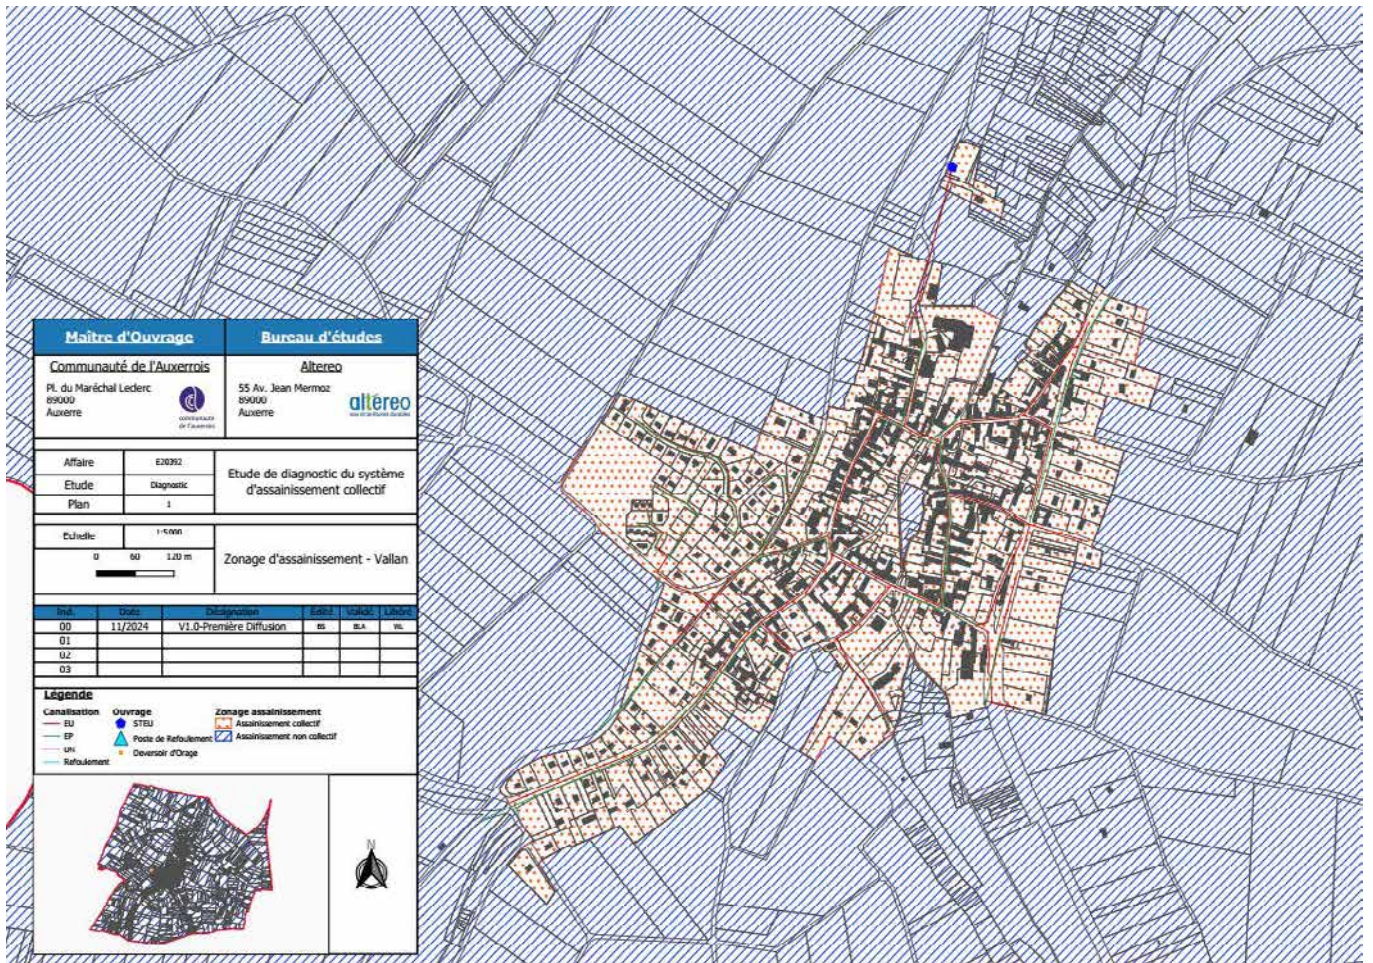 Maître d'Ouvrage
Bureau d'études
Communauté de l'Auxerrois
Pl. du Maréchal Leclerc
89000
Auxerre
communauté
de l'auxerrois
Altereo
55 Av. Jean Mermoz
89000
Auxerre
altereo
Affaire E20392
Etude Diagnostic
Plan 1
Etude de diagnostic du système
d'assainissement collectif
Echelle 1:5000
0 60 120 m
Zonage d'assainissement - Vallan
Ind. Date Désignation Edité Validé Libéré
00 11/2024 V1.0-Première Diffusion BS BLA WL
01
02
03
Légende
Canalisation
EU
EP
UN
Refoulement
Ouvrage
STEU
Poste de Refoulement
Deversoir d'Orage
Zonage assainissement
Assainissement collectif
Assainissement non collectif
N